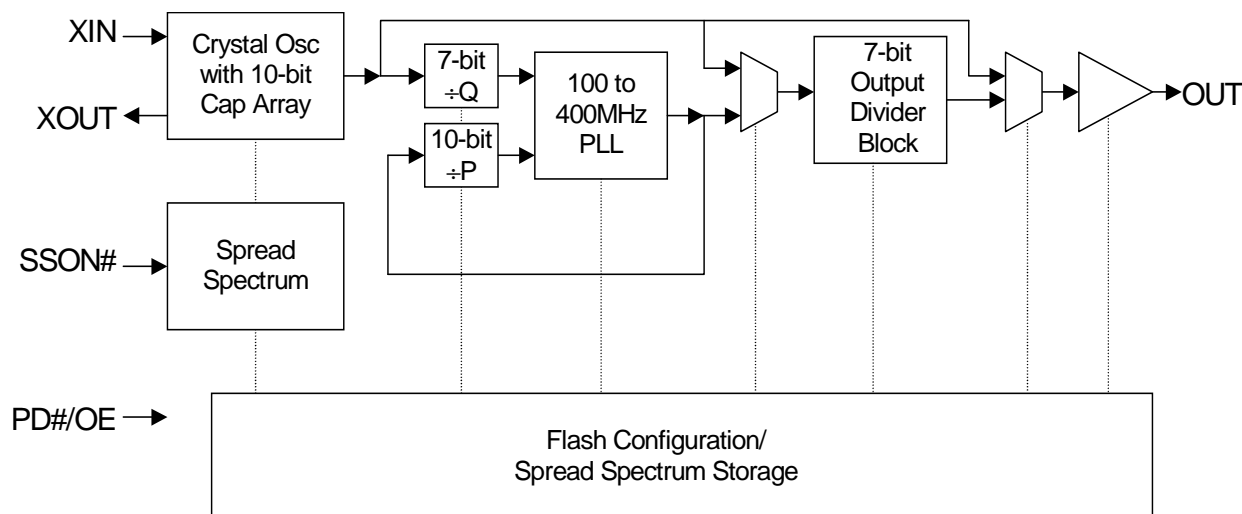 XIN
XOUT
Crystal Osc
with 10-bit
Cap Array
7-bit
÷Q
10-bit
÷P
100 to
400MHz
PLL
7-bit
Output
Divider
Block
OUT
SSON#
Spread
Spectrum
PD#/OE
Flash Configuration/
Spread Spectrum Storage